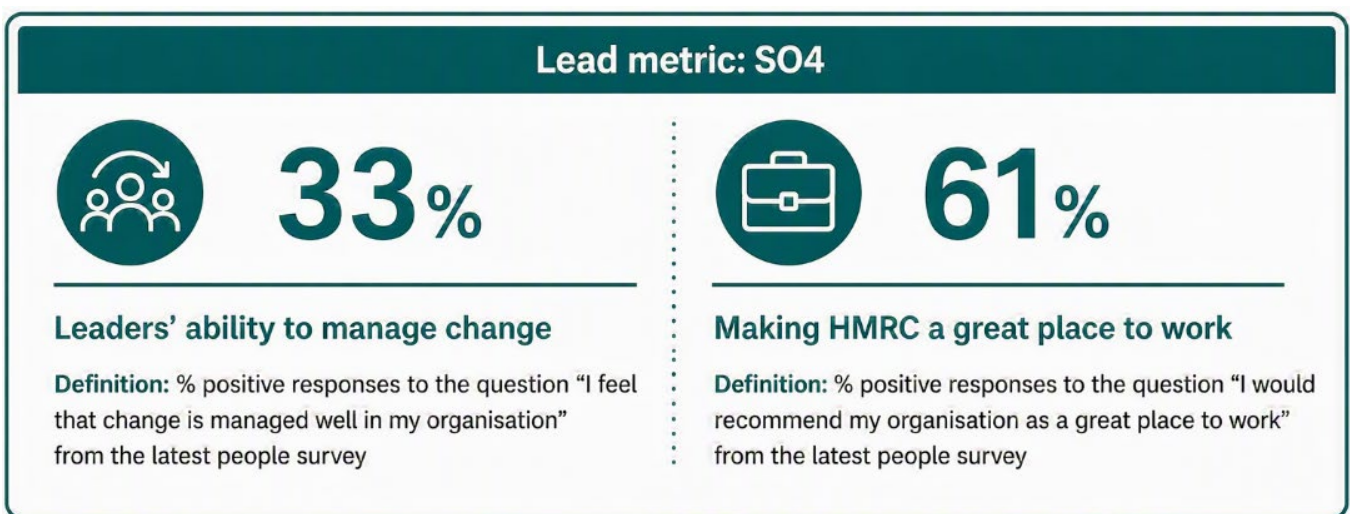 Lead metric: SO4
33%
Leaders’ ability to manage change
Definition: % positive responses to the question “I feel
that change is managed well in my organisation”
from the latest people survey
61%
Making HMRC a great place to work
Definition: % positive responses to the question “I would
recommend my organisation as a great place to work”
from the latest people survey